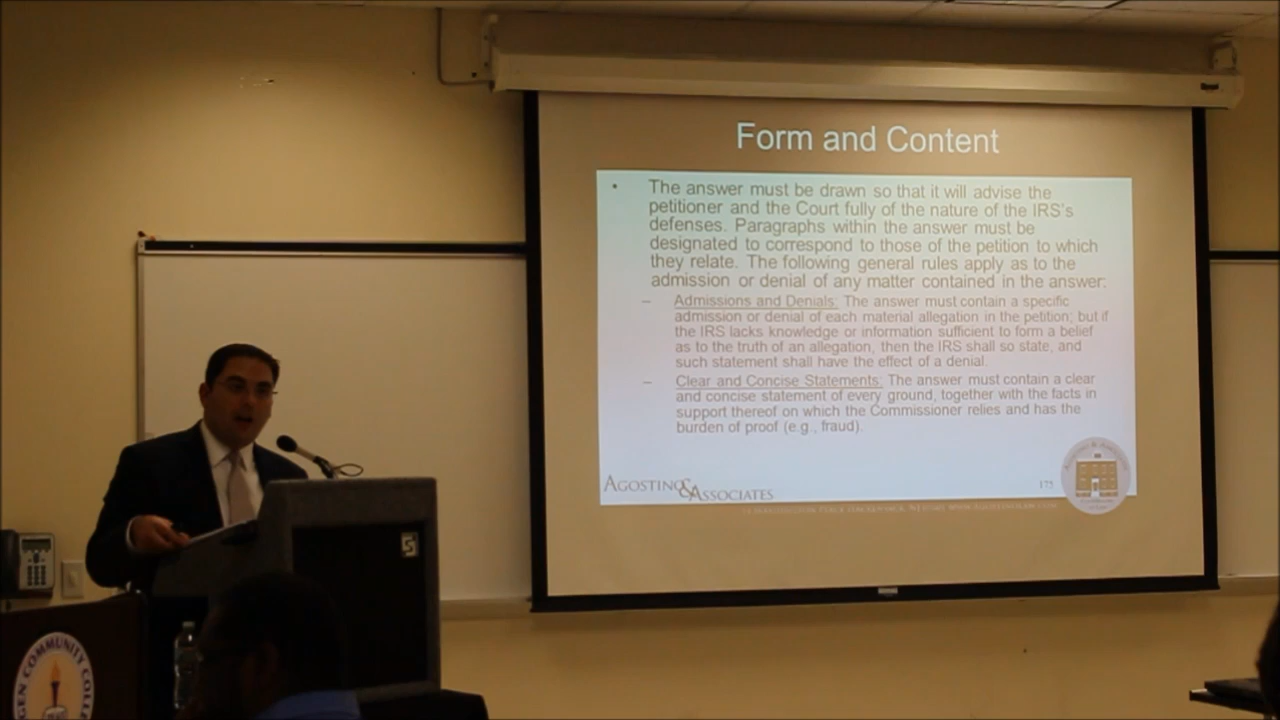 Form and Content
• The answer must be drawn so that it will advise the
petitioner and the Court fully of the nature of the IRS's
defenses. Paragraphs within the answer must be
designated to correspond to those of the petition to which
they relate. The following general rules apply as to the
admission or denial of any matter contained in the answer:
– Admissions and Denials: The answer must contain a specific
admission or denial of each material allegation in the petition; but if
the IRS lacks knowledge or information sufficient to form a belief
as to the truth of an allegation, then the IRS shall so state, and
such statement shall have the effect of a denial.
– Clear and Concise Statements: The answer must contain a clear
and concise statement of every ground, together with the facts in
support thereof on which the Commissioner relies and has the
burden of proof (e.g., fraud).
AGOSTINO & ASSOCIATES
175
GEN COMMUNITY COLLE